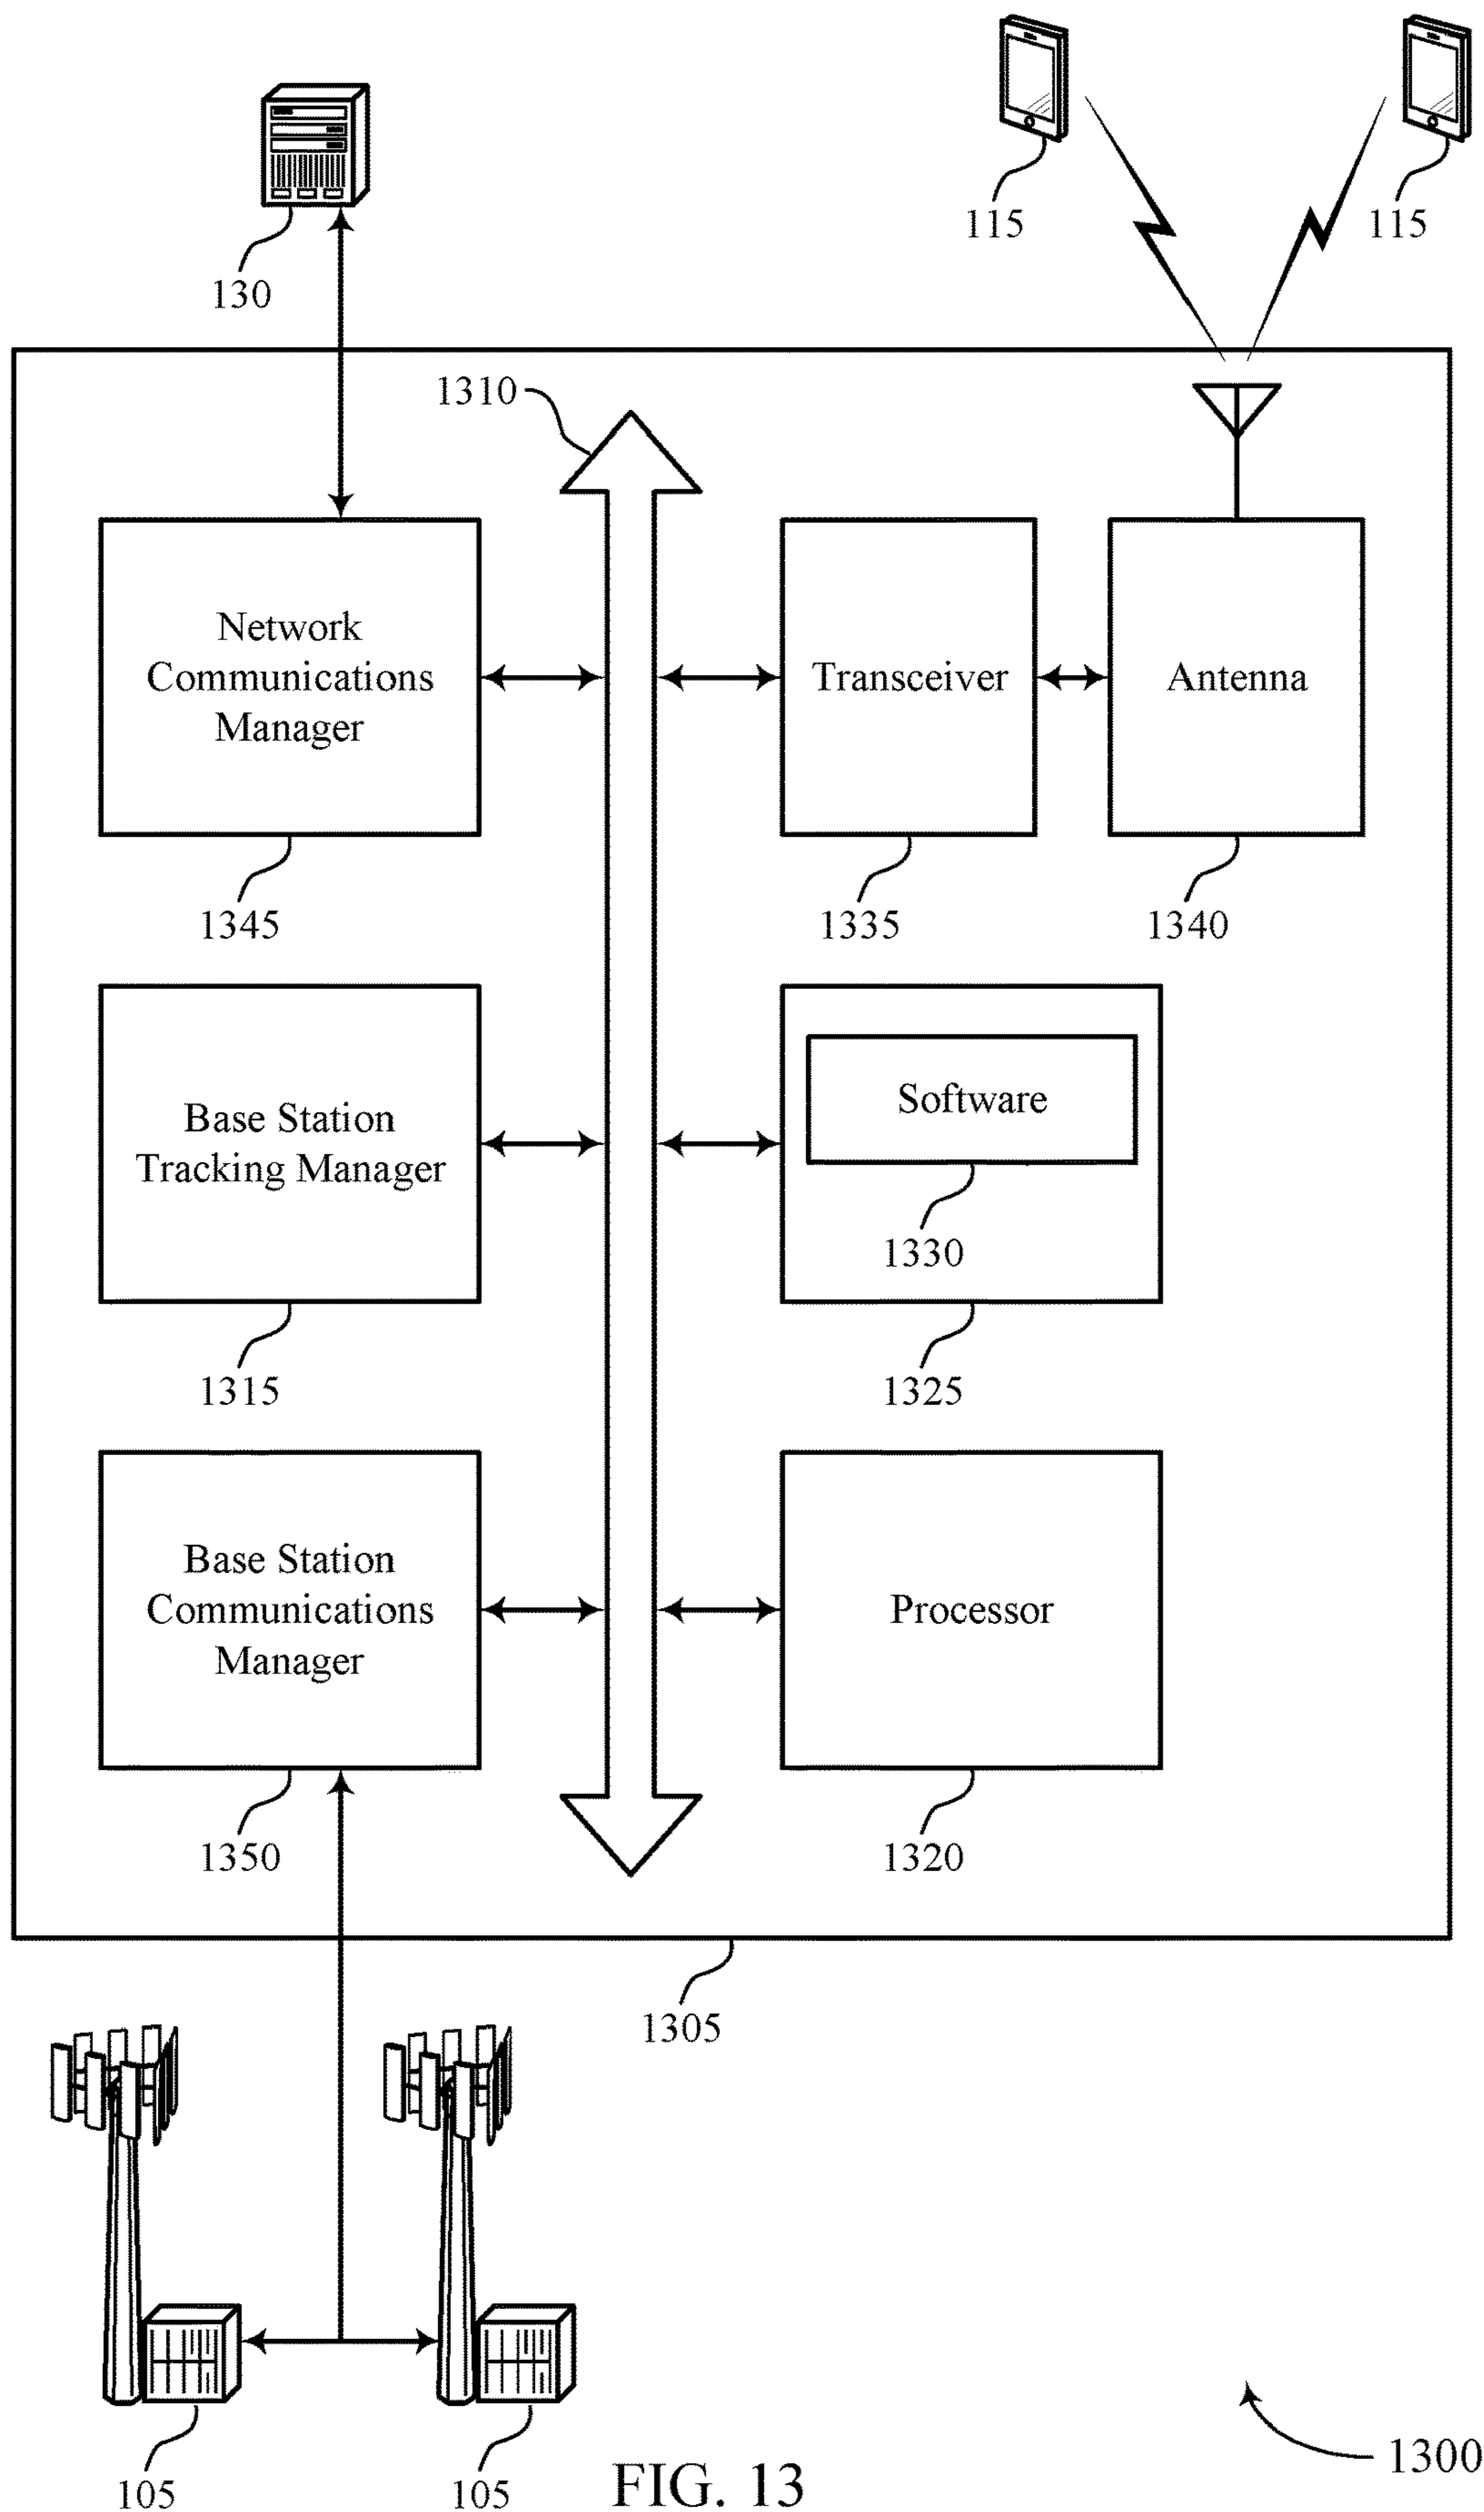 115
115
130
1310
Network
Communications
Manager
Transceiver
Antenna
1345
1335
1340
Base Station
Tracking Manager
Software
1330
1315
1325
Base Station
Communications
Manager
Processor
1350
1320
1305
105
105
FIG. 13
1300